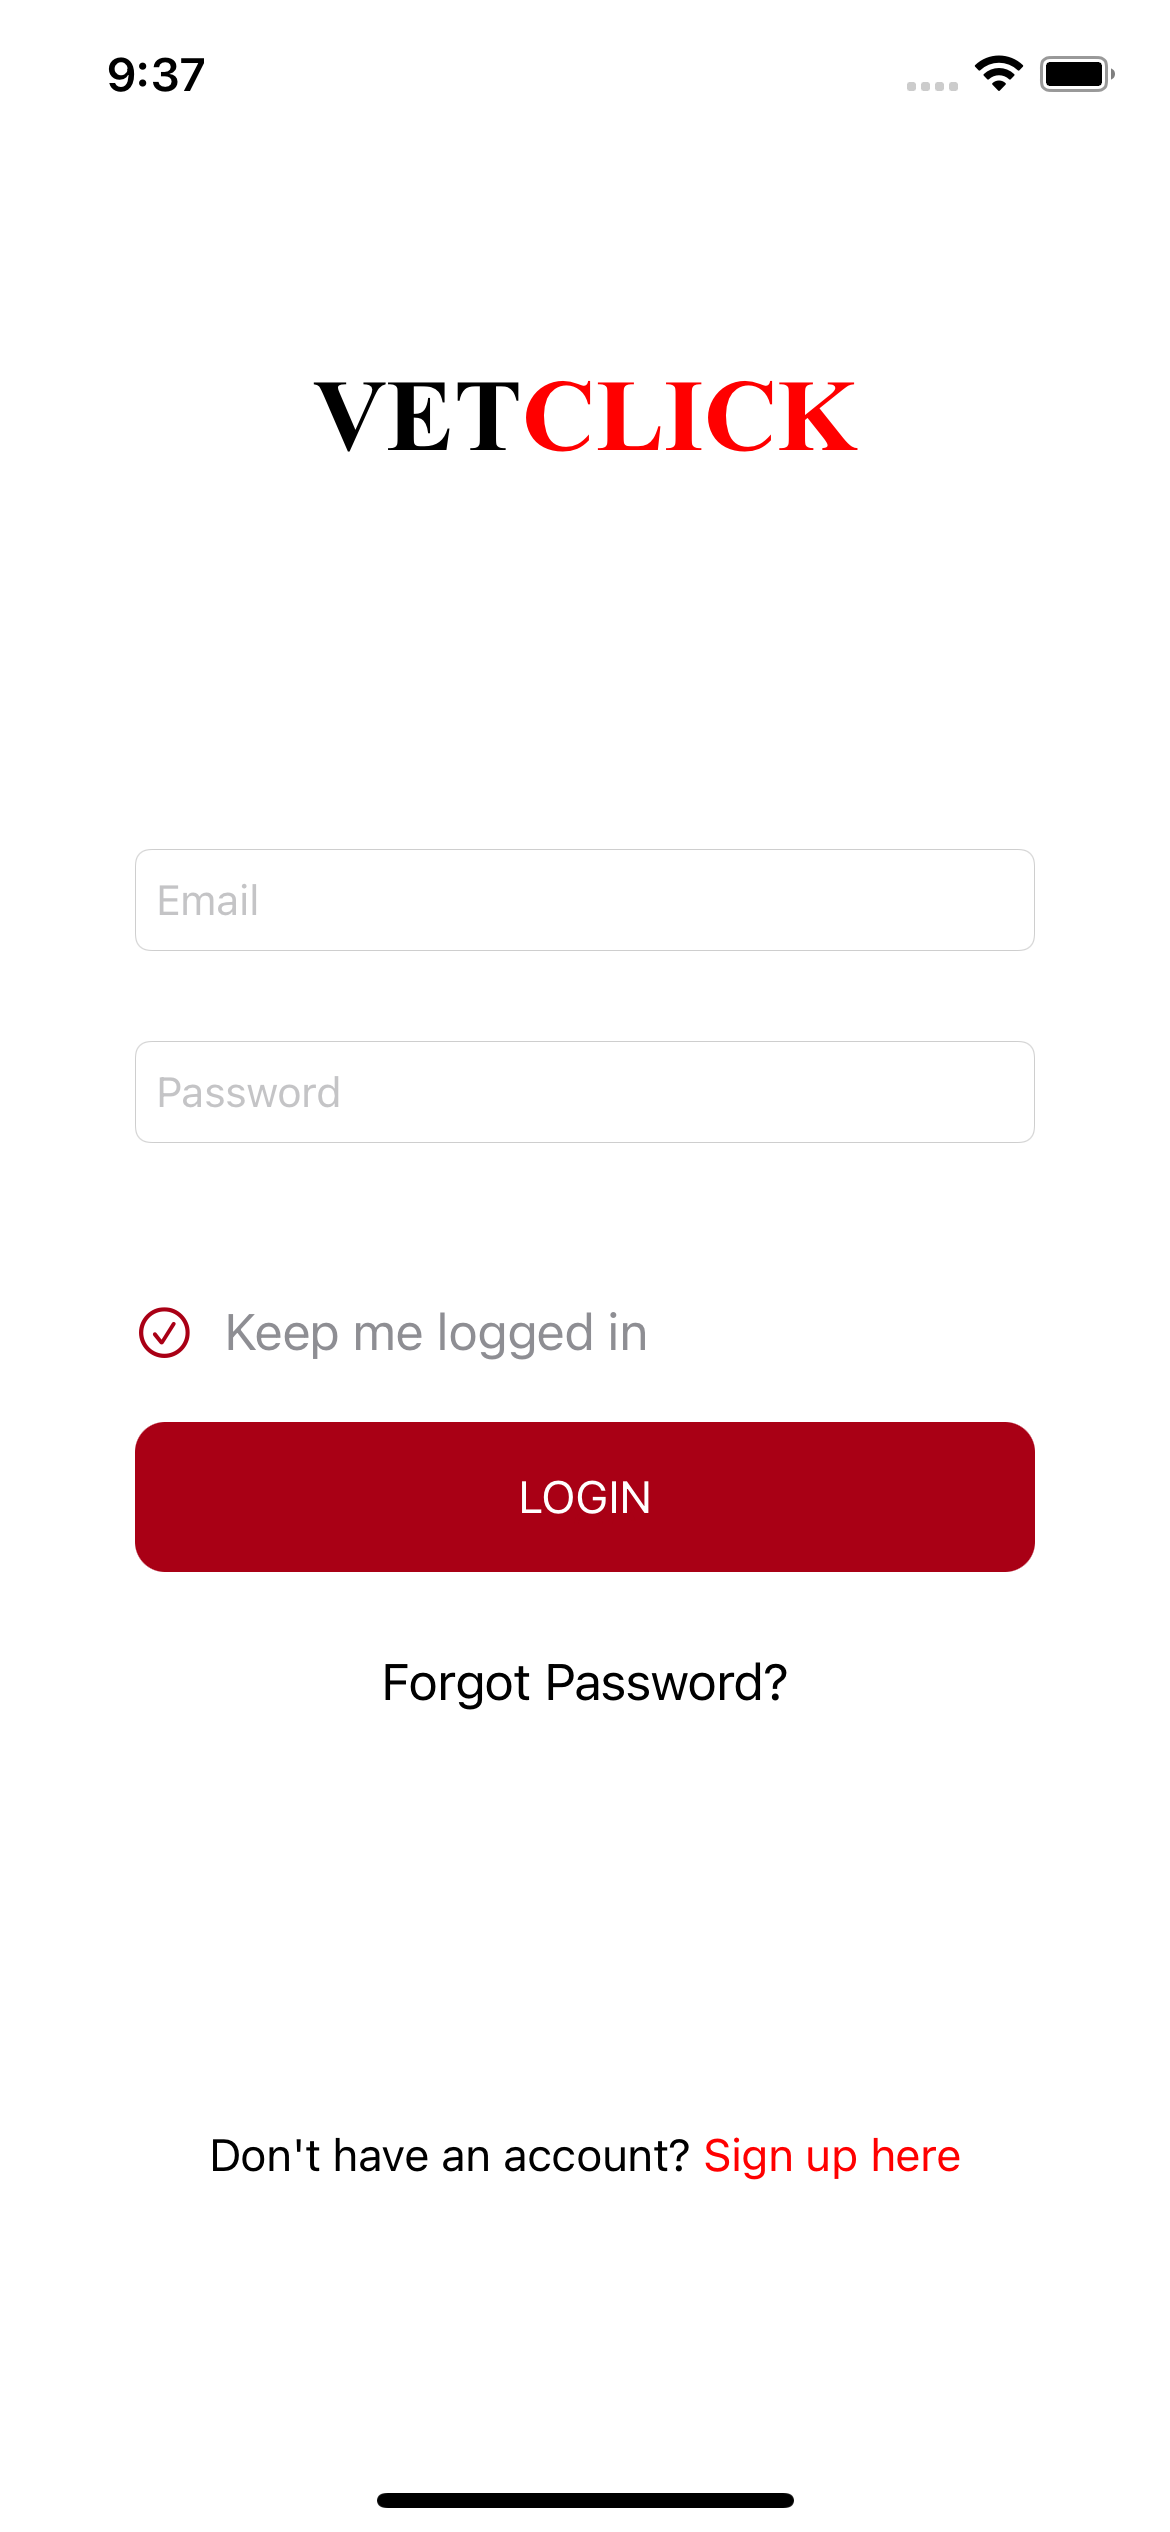 9:37
VETCLICK
Email
Password
Keep me logged in
LOGIN
Forgot Password?
Don't have an account? Sign up here